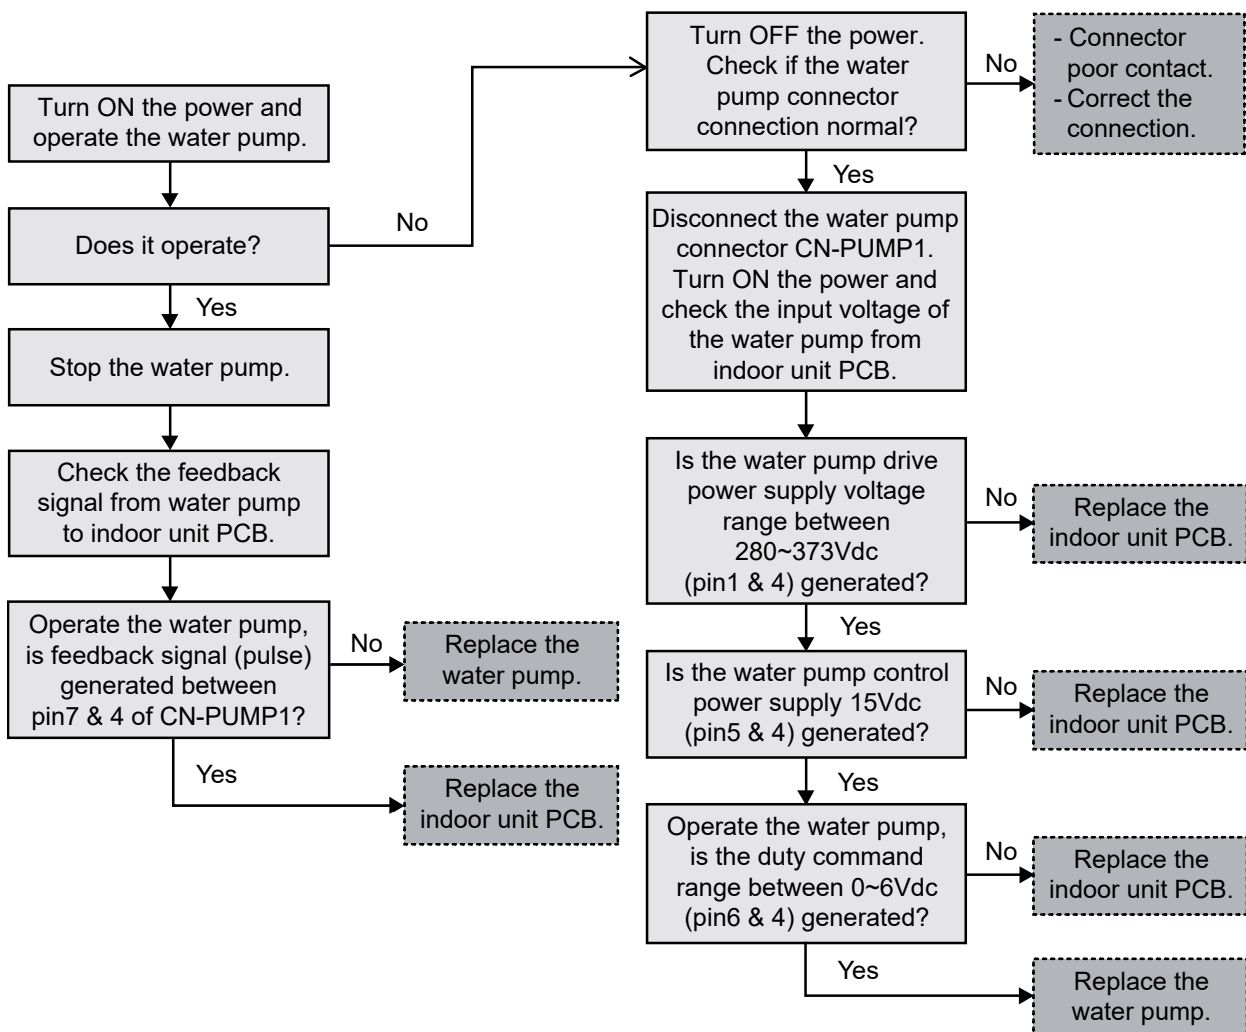 Turn ON the power and
operate the water pump.
Does it operate?
No
Yes
Stop the water pump.
Check the feedback
signal from water pump
to indoor unit PCB.
Operate the water pump,
is feedback signal (pulse)
generated between
pin7 & 4 of CN-PUMP1?
No
Replace the
water pump.
Yes
Replace the
indoor unit PCB.
Turn OFF the power.
Check if the water
pump connector
connection normal?
No
- Connector
poor contact.
- Correct the
connection.
Yes
Disconnect the water pump
connector CN-PUMP1.
Turn ON the power and
check the input voltage of
the water pump from
indoor unit PCB.
Is the water pump drive
power supply voltage
range between
280~373Vdc
(pin1 & 4) generated?
No
Replace the
indoor unit PCB.
Yes
Is the water pump control
power supply 15Vdc
(pin5 & 4) generated?
No
Replace the
indoor unit PCB.
Yes
Operate the water pump,
is the duty command
range between 0~6Vdc
(pin6 & 4) generated?
No
Replace the
indoor unit PCB.
Yes
Replace the
water pump.